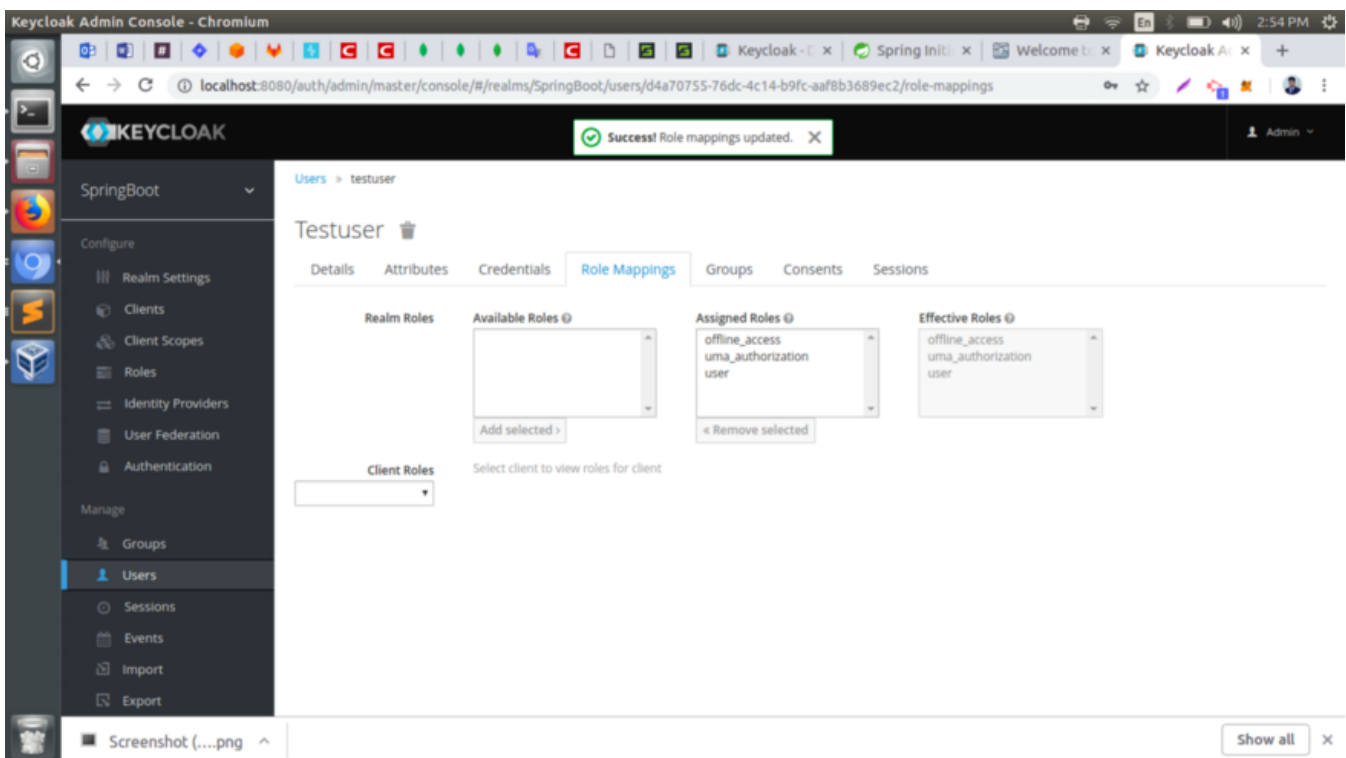 Keycloak Admin Console - Chromium
En
2:54 PM
Keycloak - D
Spring Initi
Welcome to
Keycloak Ad
localhost:8080/auth/admin/master/console/#/realms/SpringBoot/users/d4a70755-76dc-4c14-b9fc-aaf8b3689ec2/role-mappings
1
KEYCLOAK
Success! Role mappings updated.
Admin
SpringBoot
Users » testuser
Testuser
Configure
Realm Settings
Clients
Client Scopes
Roles
Identity Providers
User Federation
Authentication
Manage
Groups
Users
Sessions
Events
Import
Export
Details Attributes Credentials Role Mappings Groups Consents Sessions
Realm Roles
Available Roles
Add selected ›
Assigned Roles
offline_access
uma_authorization
user
« Remove selected
Effective Roles
offline_access
uma_authorization
user
Client Roles
Select client to view roles for client
Screenshot (....png
Show all